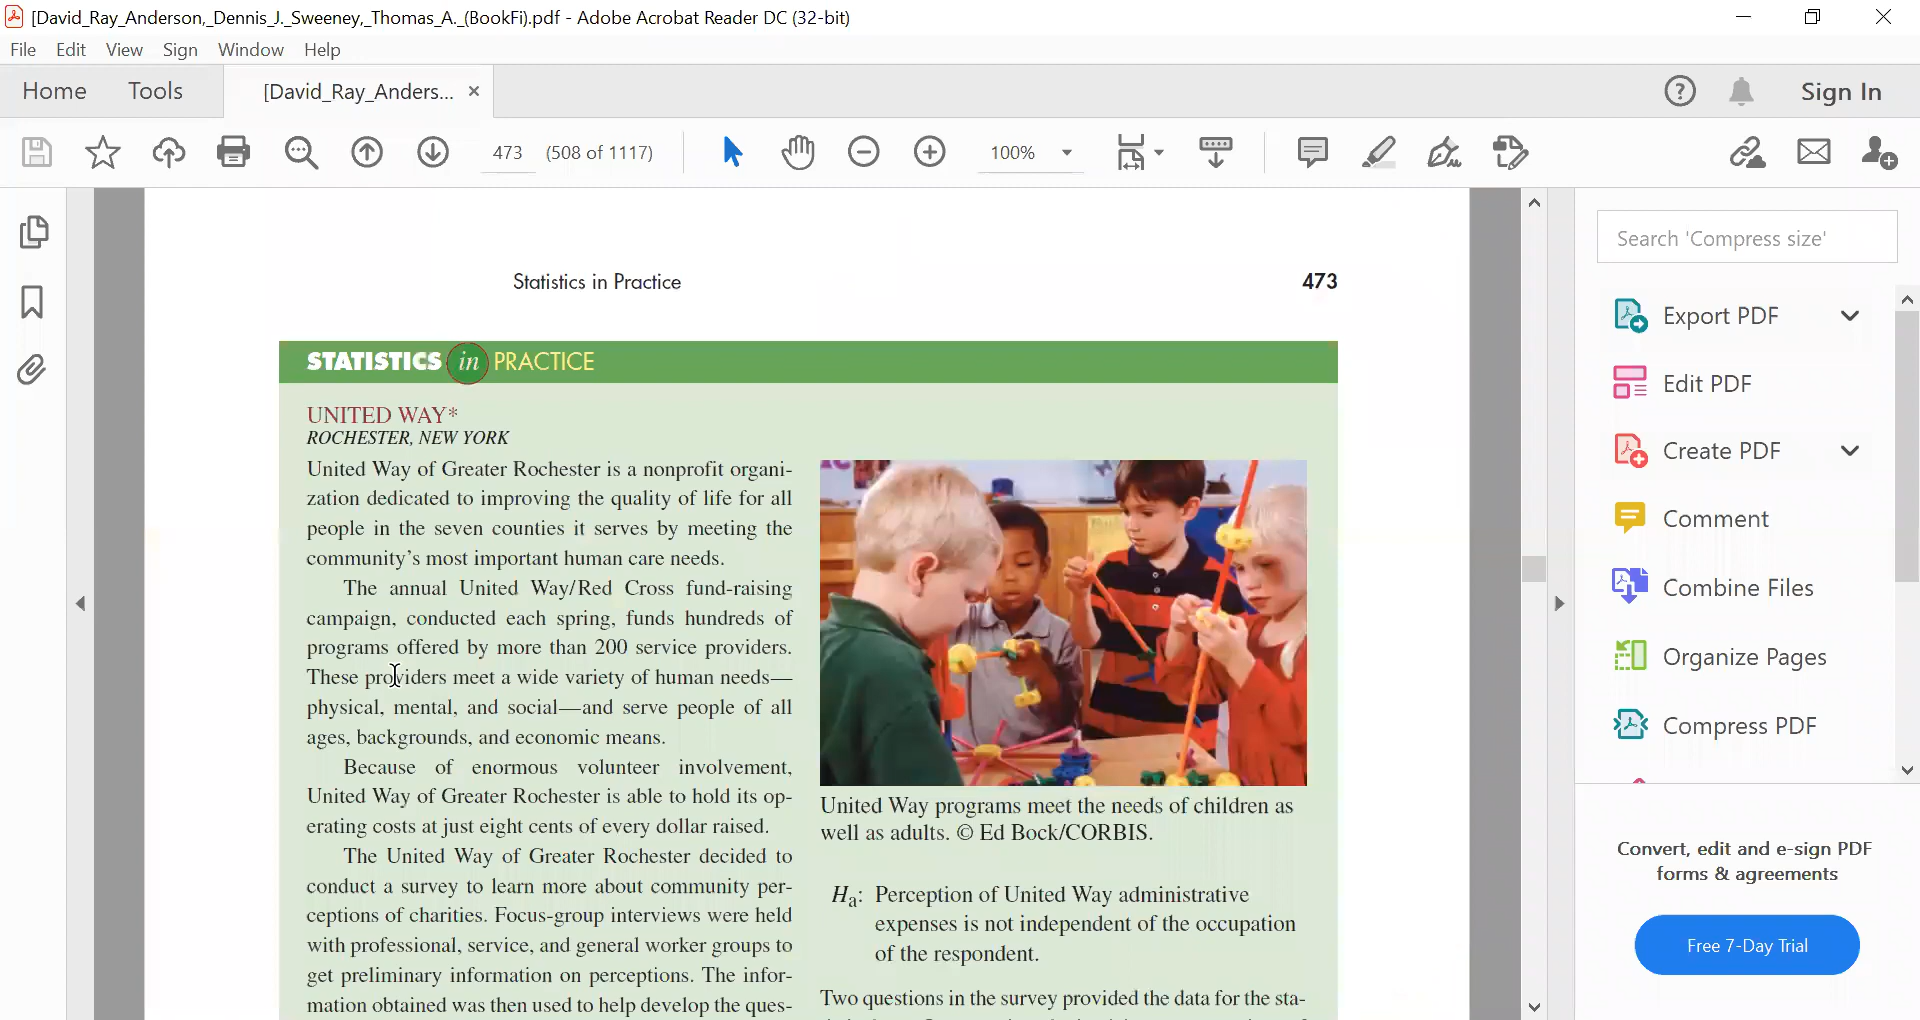 [David_Ray_Anderson,_Dennis_J._Sweeney,_Thomas_A._(BookFi).pdf - Adobe Acrobat Reader DC (32-bit)
File Edit View Sign Window Help
Home Tools [David_Ray_Anders... × Sign In
473 (508 of 1117) 100%
Statistics in Practice 473
STATISTICS in PRACTICE
UNITED WAY*
ROCHESTER, NEW YORK
United Way of Greater Rochester is a nonprofit organi-
zation dedicated to improving the quality of life for all
people in the seven counties it serves by meeting the
community's most important human care needs.
The annual United Way/Red Cross fund-raising
campaign, conducted each spring, funds hundreds of
programs offered by more than 200 service providers.
These providers meet a wide variety of human needs—
physical, mental, and social—and serve people of all
ages, backgrounds, and economic means.
Because of enormous volunteer involvement,
United Way of Greater Rochester is able to hold its op-
erating costs at just eight cents of every dollar raised.
The United Way of Greater Rochester decided to
conduct a survey to learn more about community per-
ceptions of charities. Focus-group interviews were held
with professional, service, and general worker groups to
get preliminary information on perceptions. The infor-
mation obtained was then used to help develop the ques-
United Way programs meet the needs of children as
well as adults. © Ed Bock/CORBIS.
Ha: Perception of United Way administrative
expenses is not independent of the occupation
of the respondent.
Two questions in the survey provided the data for the sta-
Search 'Compress size'
Export PDF
Edit PDF
Create PDF
Comment
Combine Files
Organize Pages
Compress PDF
Convert, edit and e-sign PDF
forms & agreements
Free 7-Day Trial